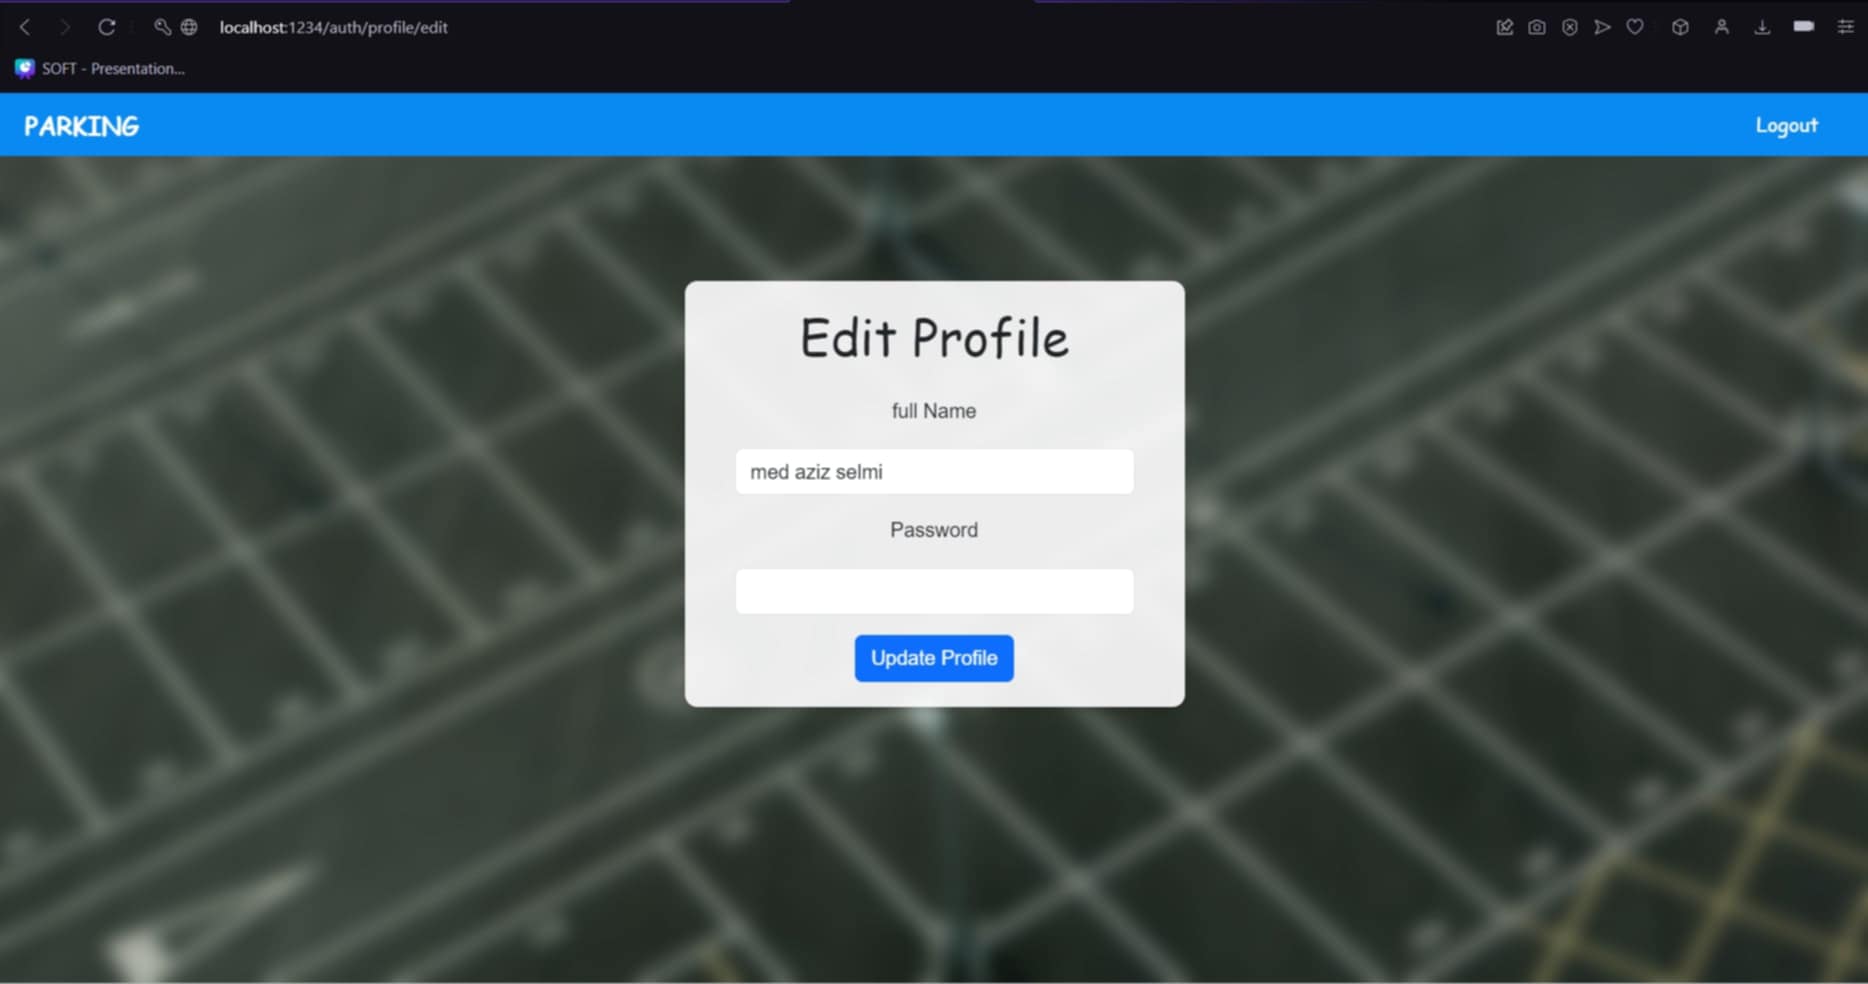 localhost:1234/auth/profile/edit
SOFT - Presentation...
PARKING
Logout
Edit Profile
full Name
med aziz selmi
Password
Update Profile